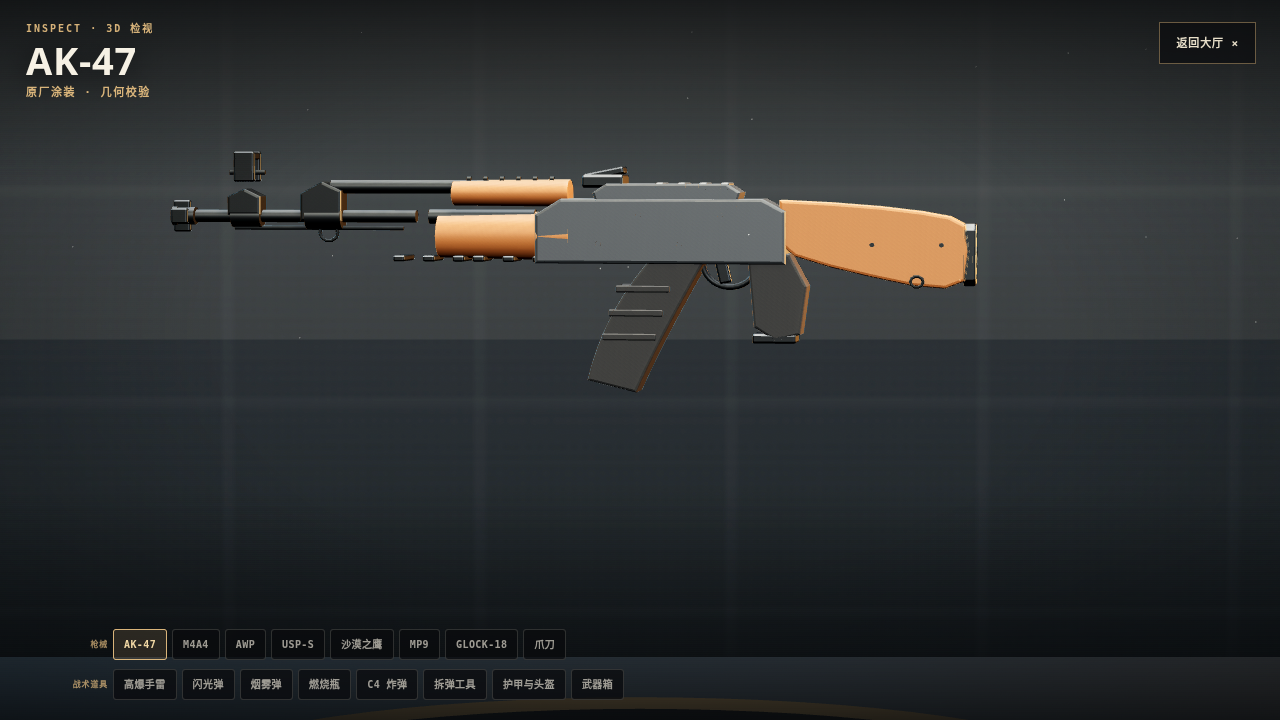 INSPECT · 3D 检视
AK-47
原厂涂装 · 几何校验
返回大厅 ×
枪械 AK-47 M4A4 AWP USP-S 沙漠之鹰 MP9 GLOCK-18 爪刀
战术道具 高爆手雷 闪光弹 烟雾弹 燃烧瓶 C4 炸弹 拆弹工具 护甲与头盔 武器箱